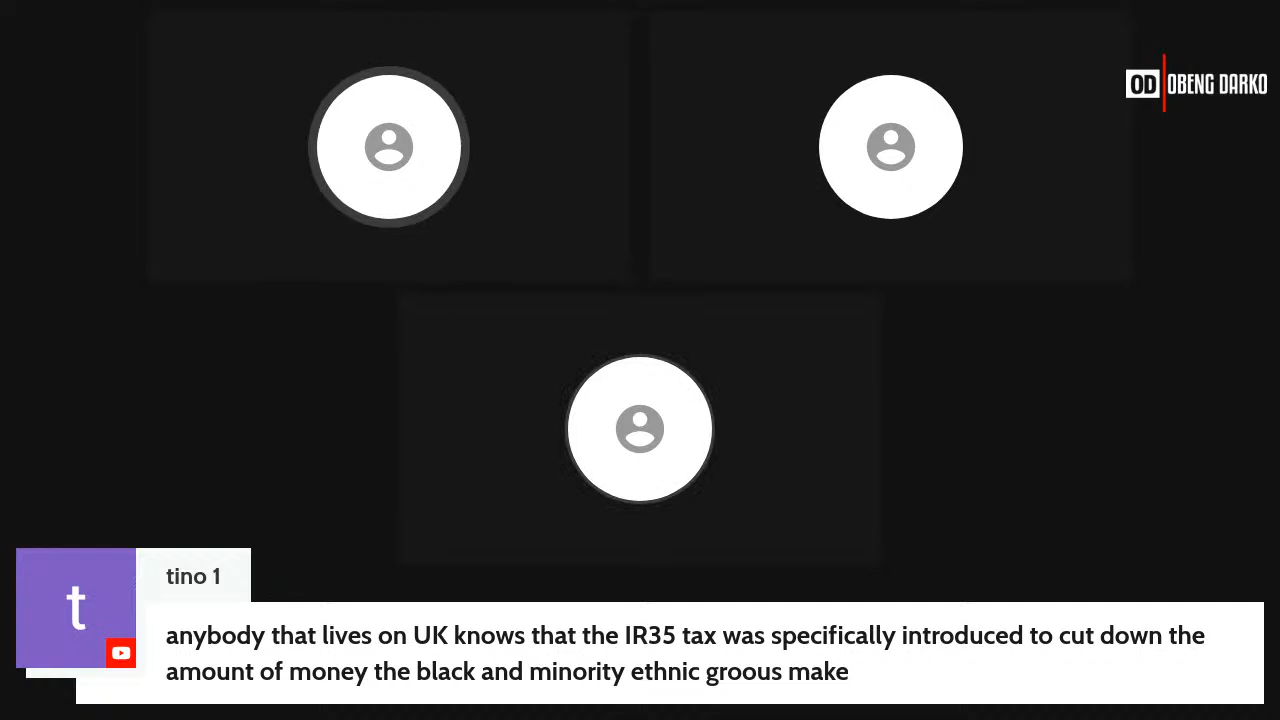 OD OBENG DARKO
t
tino 1
anybody that lives on UK knows that the IR35 tax was specifically introduced to cut down the
amount of money the black and minority ethnic groous make